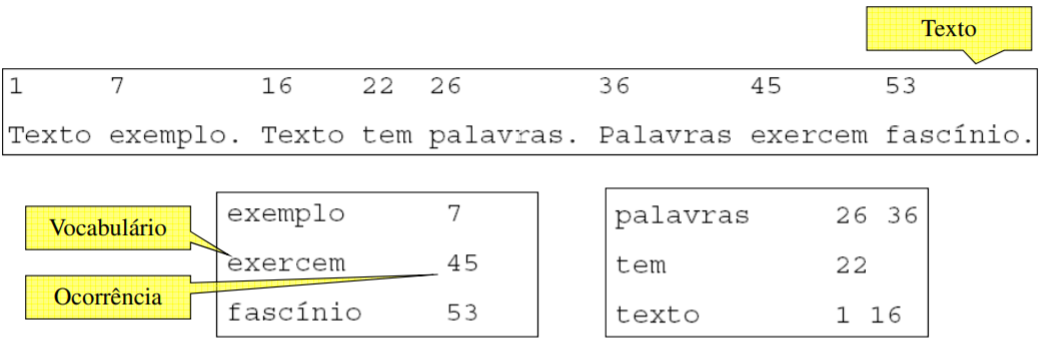 Texto
1 7 16 22 26 36 45 53
Texto exemplo. Texto tem palavras. Palavras exercem fascínio.
Vocabulário
Ocorrência
exemplo 7
exercem 45
fascínio 53
palavras 26 36
tem 22
texto 1 16